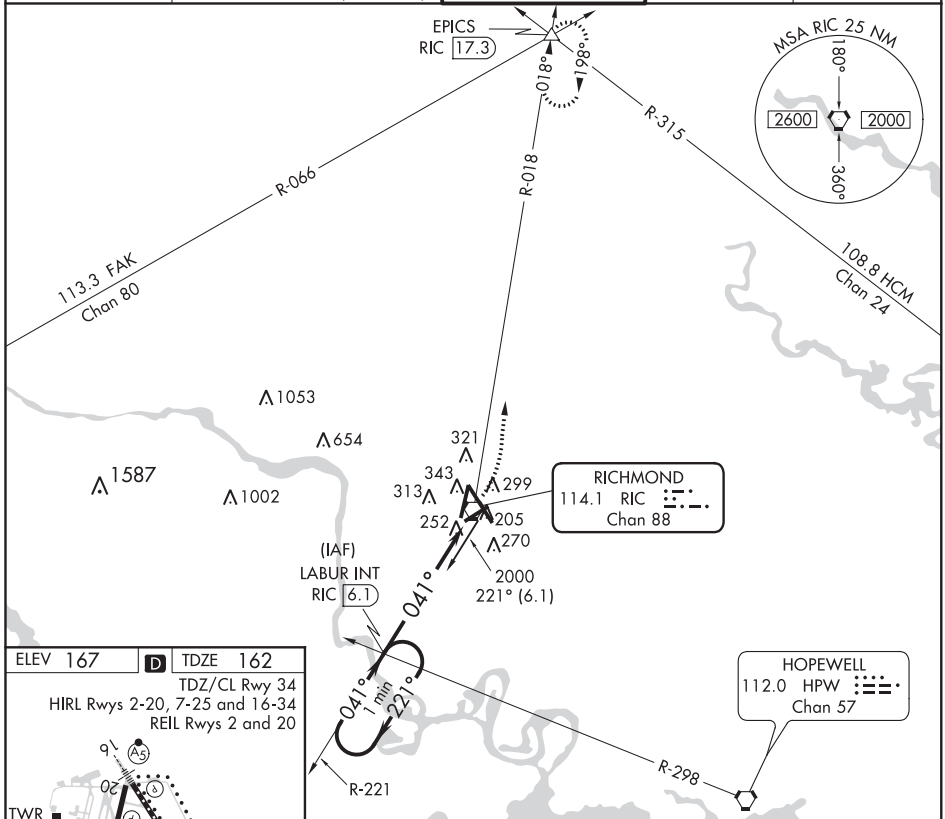 EPICS
RIC 17.3
018°
198°
MSA RIC 25 NM
180°
2600
2000
360°
R-066
R-018
R-315
113.3 FAK
Chan 80
108.8 HCM
Chan 24
1053
654
1587
1002
321
343
299
313
252
205
270
RICHMOND
114.1 RIC
Chan 88
(IAF)
LABUR INT
RIC 6.1
041°
2000
221° (6.1)
041°
1 min
221°
R-221
R-298
HOPEWELL
112.0 HPW
Chan 57
ELEV 167 D TDZE 162
TDZ/CL Rwy 34
HIRL Rwys 2-20, 7-25 and 16-34
REIL Rwys 2 and 20
16
20
A5
P
TWR